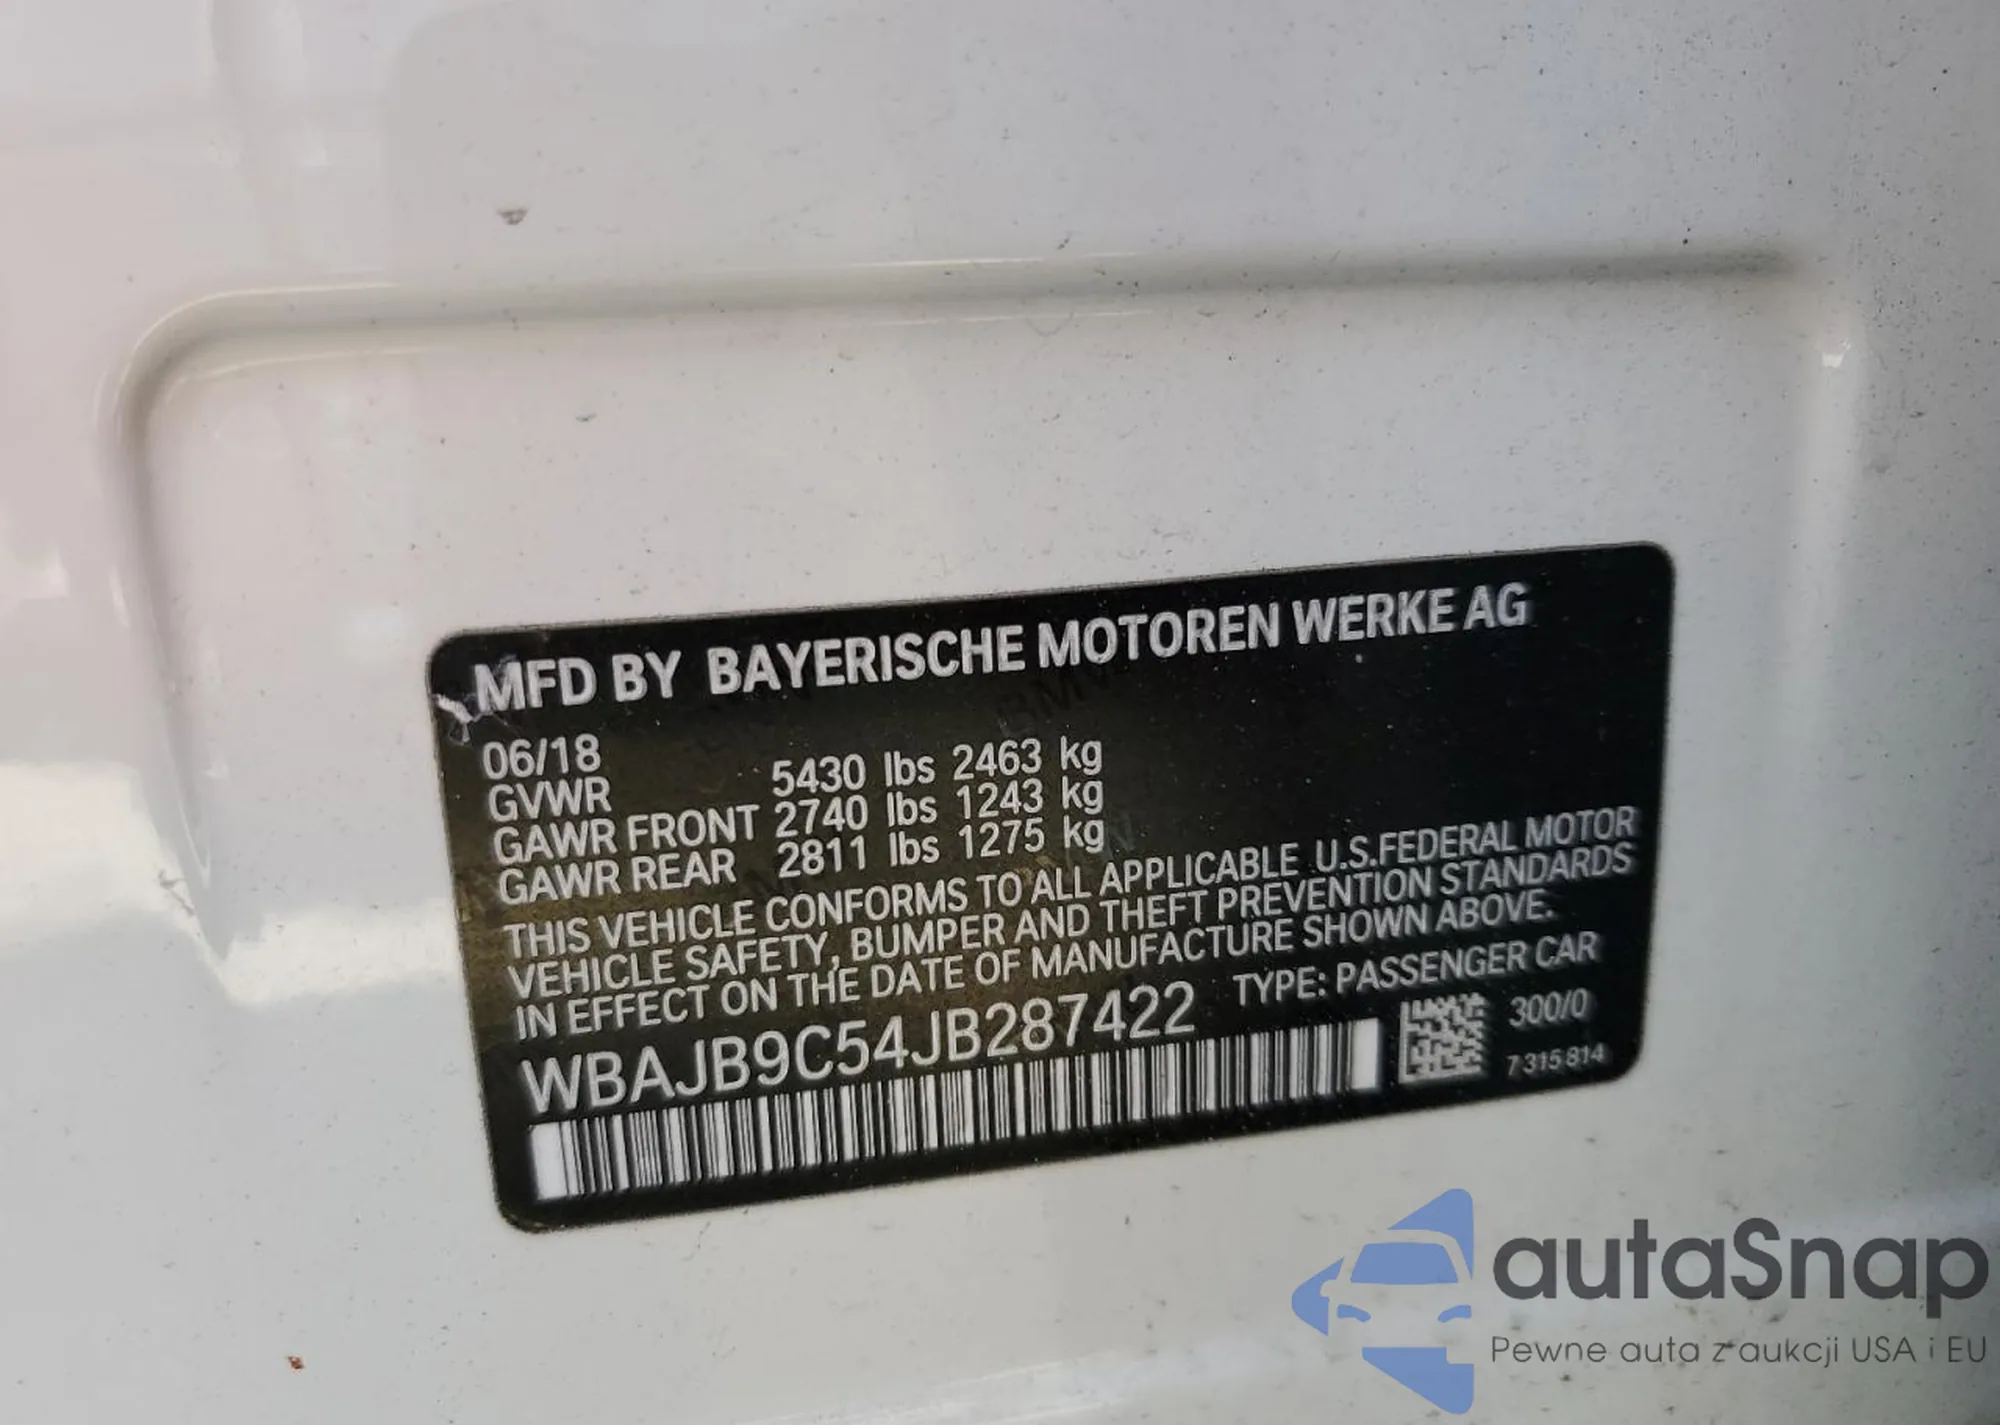 MFD BY BAYERISCHE MOTOREN WERKE AG
06/18
GVWR 5430 lbs 2463 kg
GAWR FRONT 2740 lbs 1243 kg
GAWR REAR 2811 lbs 1275 kg
THIS VEHICLE CONFORMS TO ALL APPLICABLE U.S.FEDERAL MOTOR
VEHICLE SAFETY, BUMPER AND THEFT PREVENTION STANDARDS
IN EFFECT ON THE DATE OF MANUFACTURE SHOWN ABOVE.
WBAJB9C54JB287422 TYPE: PASSENGER CAR
300/0
7 315 814
autaSnap
Pewne auta z aukcji USA i EU